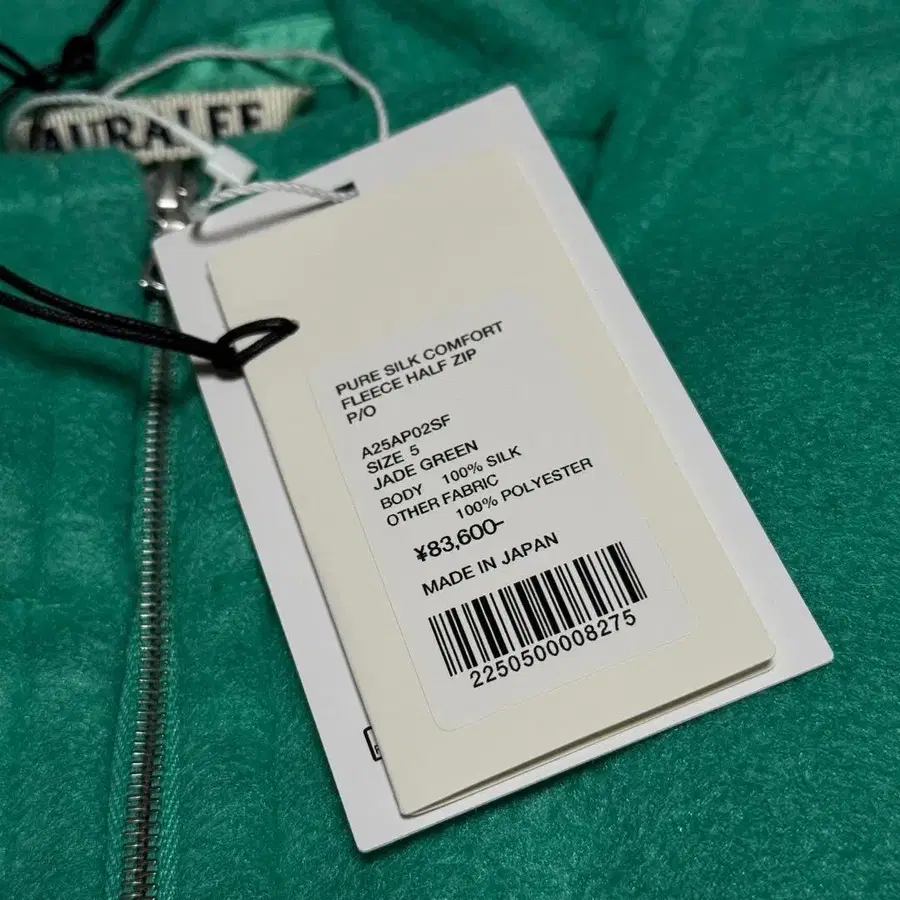 AURALEE
PURE SILK COMFORT
FLEECE HALF ZIP
P/O
A25AP02SF
SIZE 5
JADE GREEN
BODY 100% SILK
OTHER FABRIC
100% POLYESTER
¥83,600-
MADE IN JAPAN
2250500008275